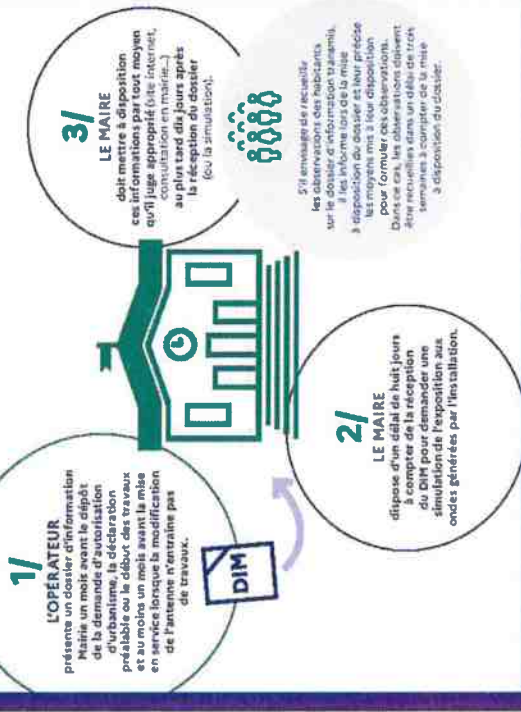 1/
L'OPÉRATEUR
présente un dossier d'information
Mairie un mois avant le dépôt
de la demande d'autorisation
d'urbanisme, la déclaration
préalable ou le début des travaux
et au moins un mois avant la mise
en service lorsque la modification
de l'antenne n'entraîne pas
de travaux.
DIM
2/
LE MAIRE
dispose d'un délai de huit jours
à compter de la réception
du DIM pour demander une
simulation de l'exposition aux
ondes générées par l'installation.
3/
LE MAIRE
doit mettre à disposition
ces informations par tout moyen
qu'il juge approprié (site internet,
consultation en mairie...)
au plus tard dix jours après
la réception du dossier
(ou la simulation).
S'il envisage de recueillir
les observations des habitants
sur le dossier d'information transmis,
il les informe lors de la mise
à disposition du dossier et leur précise
les moyens mis à leur disposition
pour formuler ces observations.
Dans ce cas, les observations doivent
être recueillies dans un délai de trois
semaines à compter de la mise
à disposition du dossier.